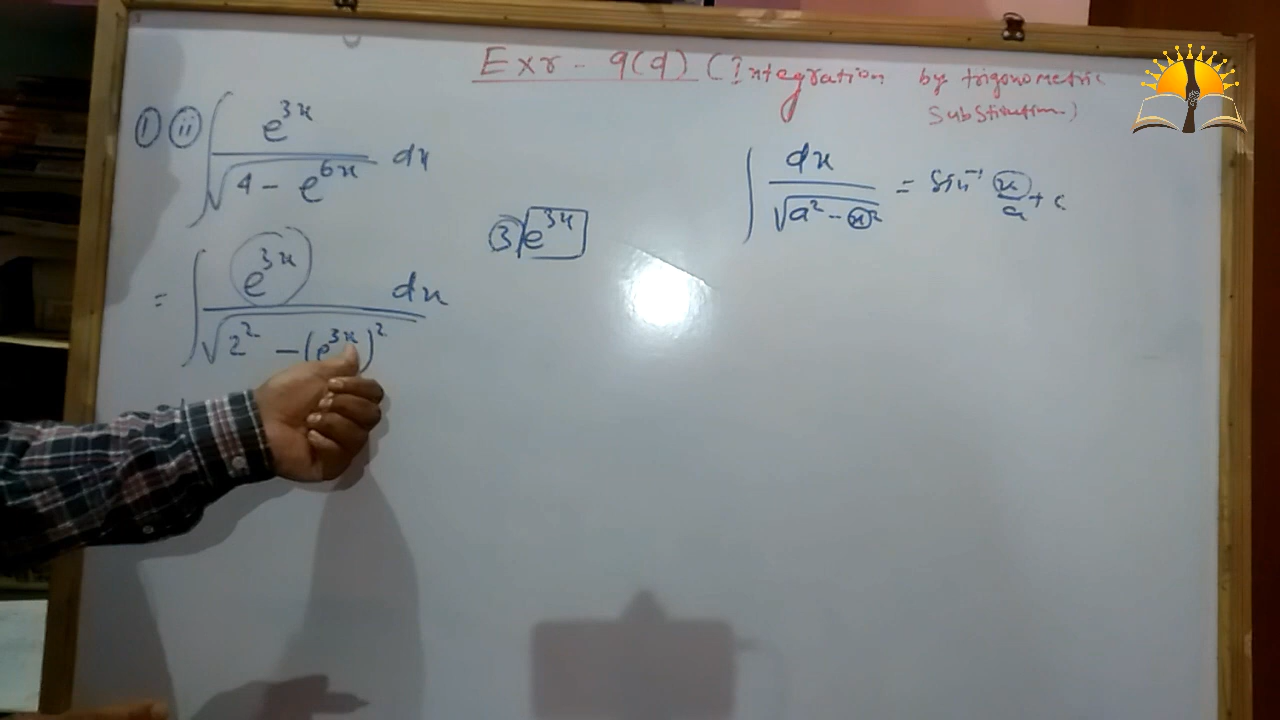 Exr - 9(9) (Integration by trigonometric
Substitution)
① ⓘⓘ ∫ e^{3x} / √(4 - e^{6x}) dx
∫ dx / √(a² - x²) = Sin⁻¹ x/a + c
③ e^{3x}
= ∫ e^{3x} / √(2² - (e^{3x})²) dx